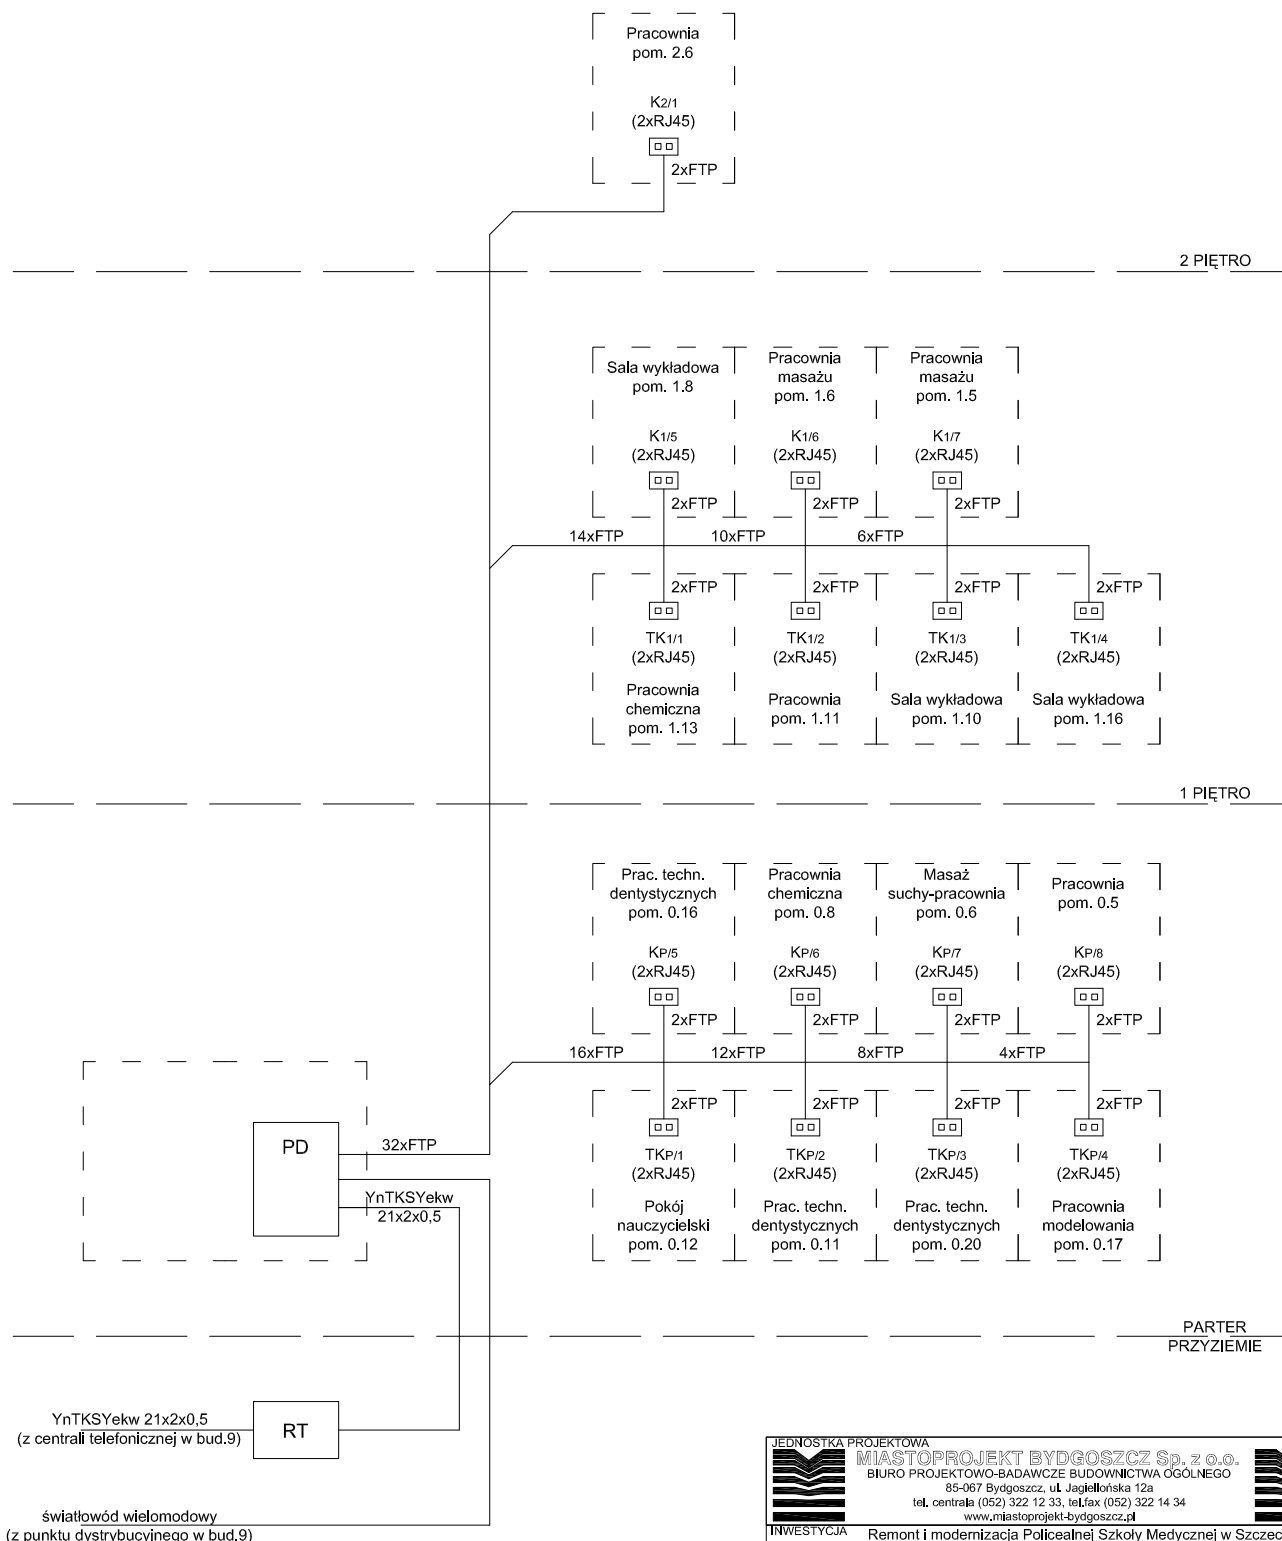 Pracownia
pom. 2.6
K2/1
(2xRJ45)
2xFTP
2 PIĘTRO
Sala wykładowa
pom. 1.8
Pracownia
masażu
pom. 1.6
Pracownia
masażu
pom. 1.5
K1/5
(2xRJ45)
K1/6
(2xRJ45)
K1/7
(2xRJ45)
2xFTP
2xFTP
2xFTP
14xFTP
10xFTP
6xFTP
2xFTP
2xFTP
2xFTP
2xFTP
TK1/1
(2xRJ45)
TK1/2
(2xRJ45)
TK1/3
(2xRJ45)
TK1/4
(2xRJ45)
Pracownia
chemiczna
pom. 1.13
Pracownia
pom. 1.11
Sala wykładowa
pom. 1.10
Sala wykładowa
pom. 1.16
1 PIĘTRO
Prac. techn.
dentystycznych
pom. 0.16
Pracownia
chemiczna
pom. 0.8
Masaż
suchy-pracownia
pom. 0.6
Pracownia
pom. 0.5
KP/5
(2xRJ45)
KP/6
(2xRJ45)
KP/7
(2xRJ45)
KP/8
(2xRJ45)
2xFTP
2xFTP
2xFTP
2xFTP
16xFTP
12xFTP
8xFTP
4xFTP
2xFTP
2xFTP
2xFTP
2xFTP
TKP/1
(2xRJ45)
TKP/2
(2xRJ45)
TKP/3
(2xRJ45)
TKP/4
(2xRJ45)
Pokój
nauczycielski
pom. 0.12
Prac. techn.
dentystycznych
pom. 0.11
Prac. techn.
dentystycznych
pom. 0.20
Pracownia
modelowania
pom. 0.17
PD
32xFTP
YnTKSYekw
21x2x0,5
PARTER
PRZYZIEMIE
YnTKSYekw 21x2x0,5
(z centrali telefonicznej w bud.9)
RT
światłowód wielomodowy
(z punktu dystrybucyjnego w bud.9)
JEDNOSTKA PROJEKTOWA
MIASTOPROJEKT BYDGOSZCZ Sp. z o.o.
BIURO PROJEKTOWO-BADAWCZE BUDOWNICTWA OGÓLNEGO
85-067 Bydgoszcz, ul. Jagiellońska 12a
tel. centrala (052) 322 12 33, tel.fax (052) 322 14 34
www.miastoprojekt-bydgoszcz.pl
INWESTYCJA
Remont i modernizacja Policealnej Szkoły Medycznej w Szczec